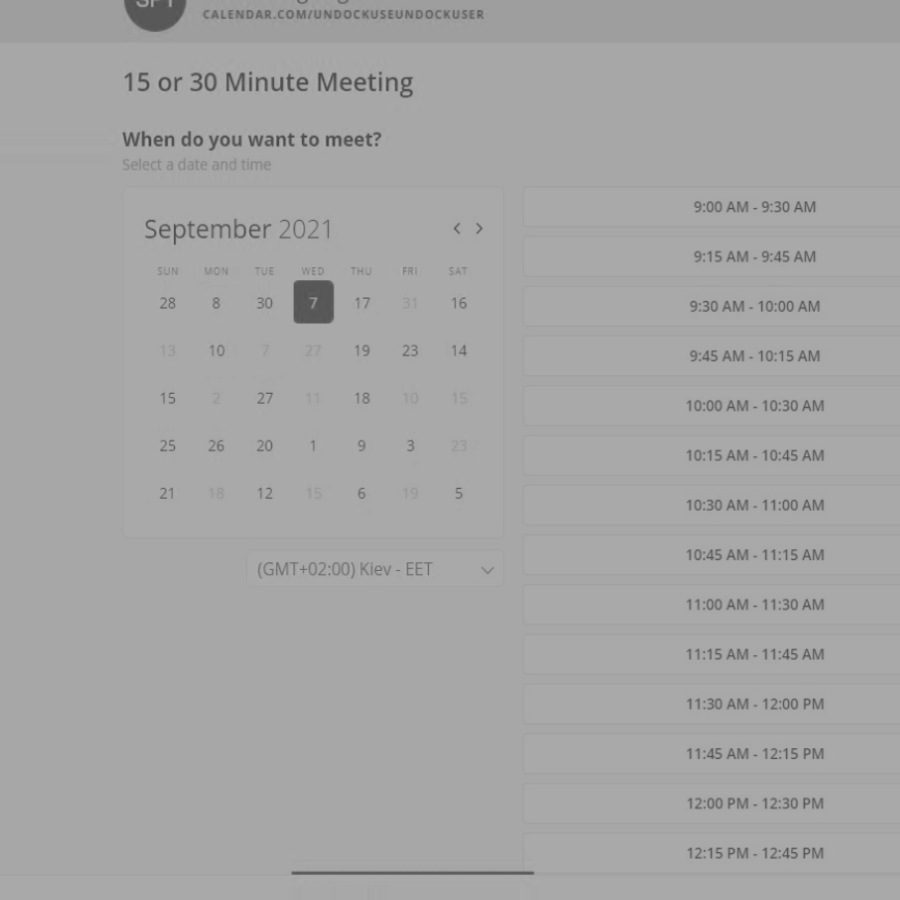 CALENDAR.COM/UNDOCKUSEUNDOCKUSER
15 or 30 Minute Meeting
When do you want to meet?
Select a date and time
September 2021
SUN MON TUE WED THU FRI SAT
28 8 30 7 17 31 16
13 10 7 27 19 23 14
15 2 27 11 18 10 15
25 26 20 1 9 3 23
21 18 12 15 6 19 5
(GMT+02:00) Kiev - EET
9:00 AM - 9:30 AM
9:15 AM - 9:45 AM
9:30 AM - 10:00 AM
9:45 AM - 10:15 AM
10:00 AM - 10:30 AM
10:15 AM - 10:45 AM
10:30 AM - 11:00 AM
10:45 AM - 11:15 AM
11:00 AM - 11:30 AM
11:15 AM - 11:45 AM
11:30 AM - 12:00 PM
11:45 AM - 12:15 PM
12:00 PM - 12:30 PM
12:15 PM - 12:45 PM